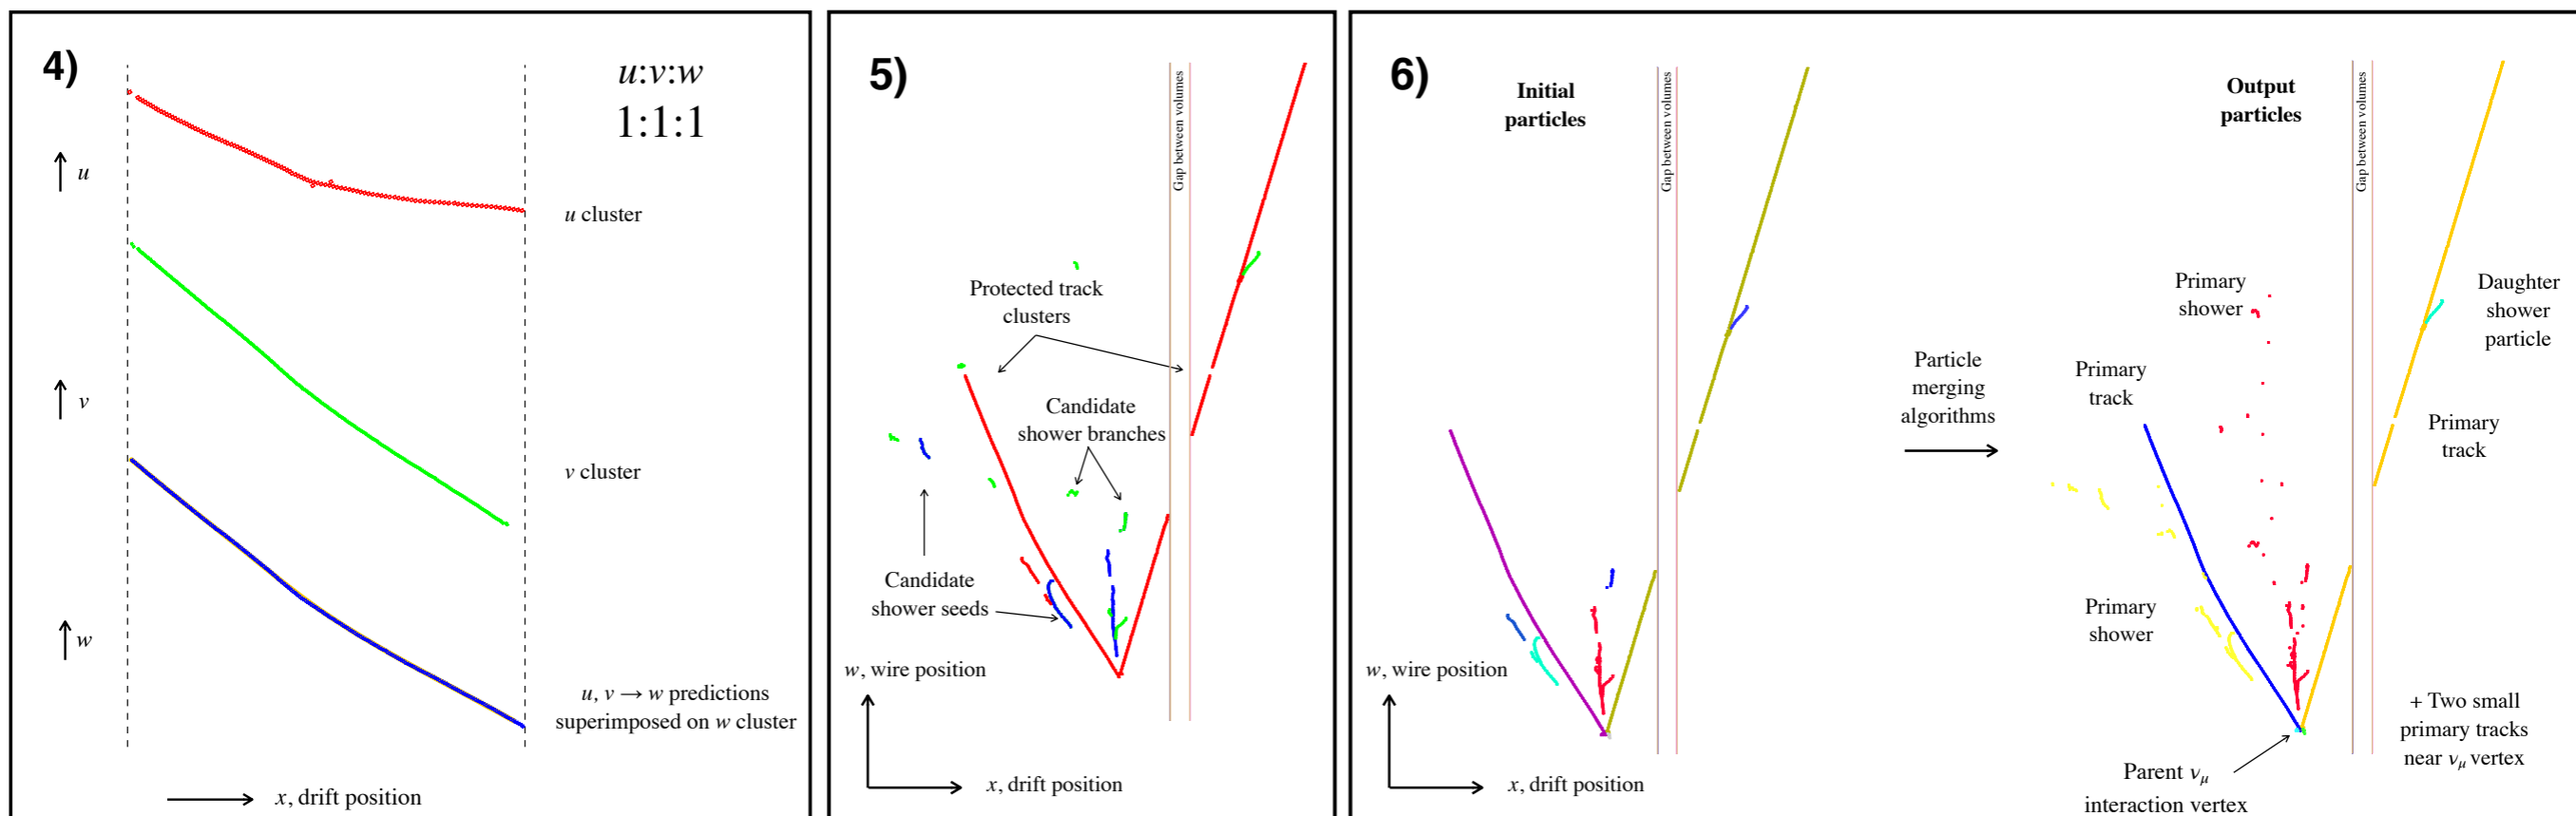 4)
u:v:w
1:1:1
u
u cluster
v
v cluster
w
u, v → w predictions
superimposed on w cluster
x, drift position
5)
Gap between volumes
Protected track
clusters
Candidate
shower branches
Candidate
shower seeds
w, wire position
x, drift position
6)
Initial
particles
Gap between volumes
w, wire position
x, drift position
Particle
merging
algorithms
Output
particles
Gap between volumes
Primary
shower
Daughter
shower
particle
Primary
track
Primary
track
Primary
shower
+ Two small
primary tracks
near νμ vertex
Parent νμ
interaction vertex